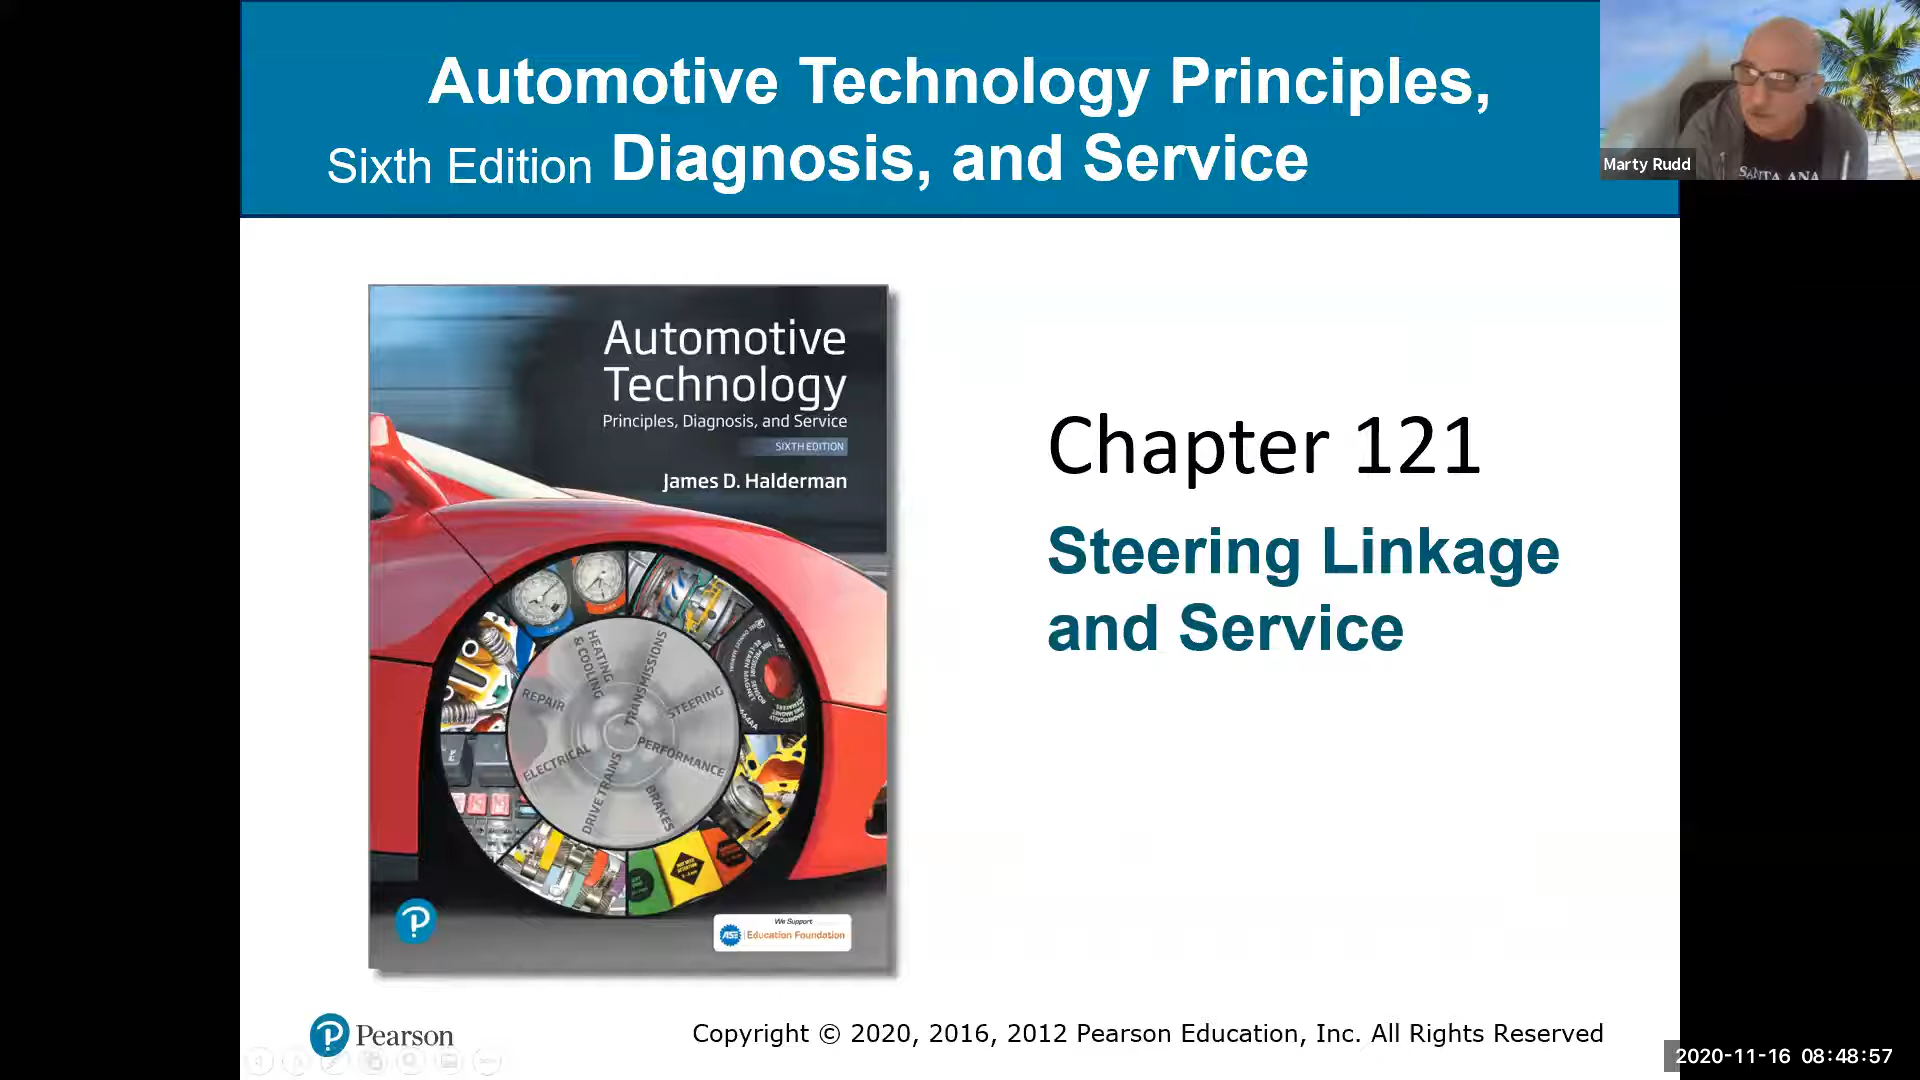 Automotive Technology Principles,
Sixth Edition Diagnosis, and Service
Marty Rudd
SANTA ANA
Automotive
Technology
Principles, Diagnosis, and Service
SIXTH EDITION
James D. Halderman
Chapter 121
Steering Linkage
and Service
HEATING
& COOLING
TRANSMISSIONS
REPAIR
STEERING
ELECTRICAL
PERFORMANCE
DRIVE TRAINS
BRAKES
We Support
ASE Education Foundation
Pearson
Copyright © 2020, 2016, 2012 Pearson Education, Inc. All Rights Reserved
2020-11-16 08:48:57